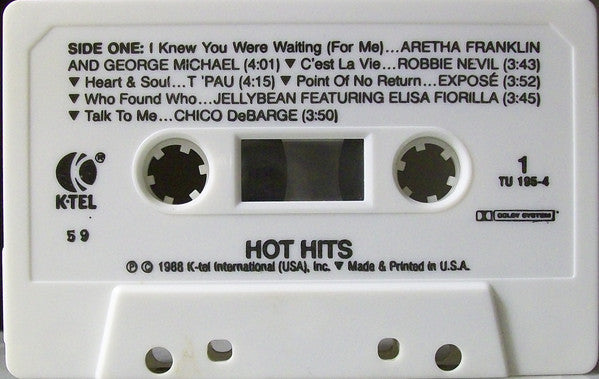 SIDE ONE: I Knew You Were Waiting (For Me)...ARETHA FRANKLIN
AND GEORGE MICHAEL (4:01) ▼ C'est La Vie...ROBBIE NEVIL (3:43)
▼ Heart & Soul...T 'PAU (4:15) ▼ Point Of No Return...EXPOSÉ (3:52)
▼ Who Found Who...JELLYBEAN FEATURING ELISA FIORILLA (3:45)
▼ Talk To Me...CHICO DeBARGE (3:50)
K-TEL®
59
1
TU 195-4
DOLBY SYSTEM
HOT HITS
Ⓟ © 1988 K-tel International (USA), Inc. ▼ Made & Printed in U.S.A.